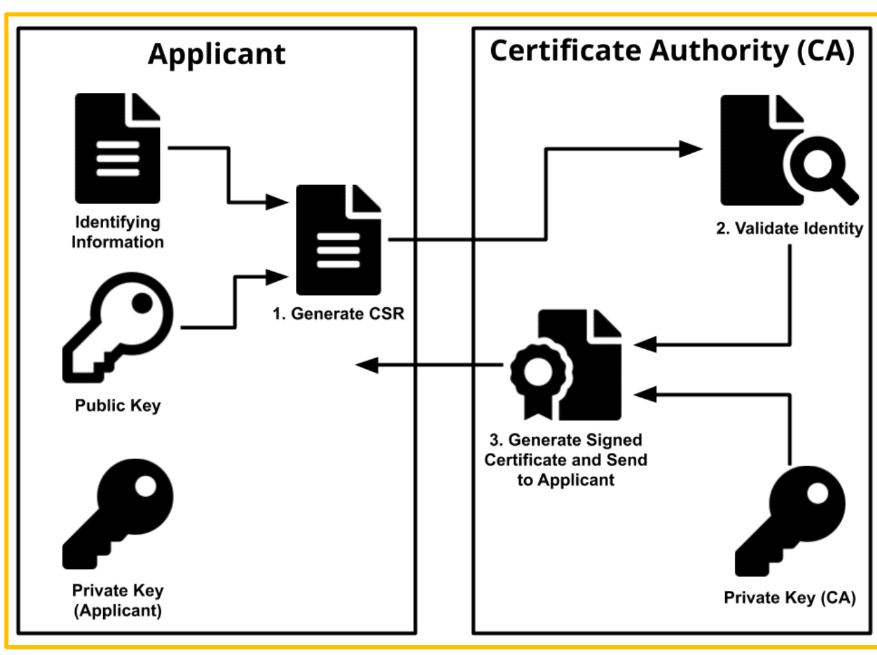 Applicant
Identifying
Information
1. Generate CSR
Public Key
Private Key
(Applicant)
Certificate Authority (CA)
2. Validate Identity
3. Generate Signed
Certificate and Send
to Applicant
Private Key (CA)